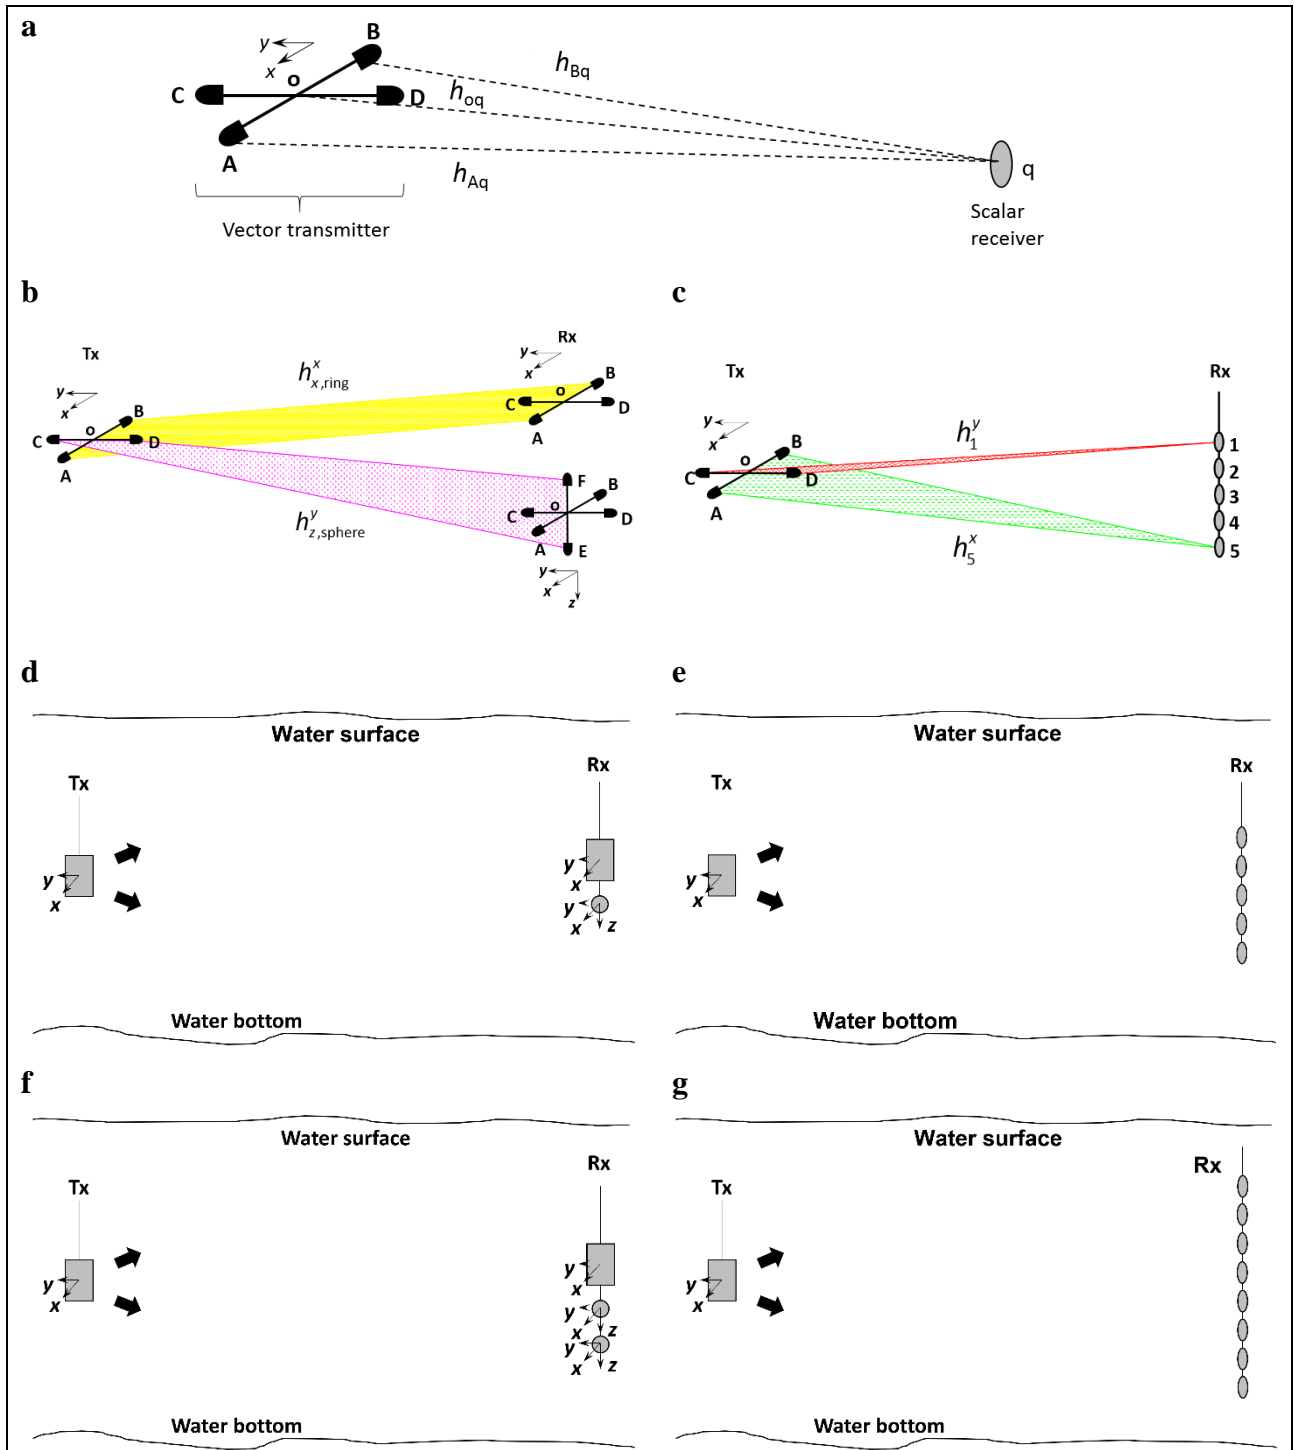 a
B
y
x
o
C
D
A
h_Bq
h_oq
h_Aq
q
Vector transmitter
Scalar
receiver
b
Tx
Rx
y
x
h^x_x,ring
y
x
B
o
C
D
A
B
o
C
D
A
h^y_z,sphere
F
B
o
C
D
A
E
y
x
z
c
Tx
Rx
y
x
B
o
C
D
A
h^y_1
h^x_5
1
2
3
4
5
d
Water surface
Tx
Rx
y
x
y
x
y
x
z
Water bottom
e
Water surface
Tx
Rx
y
x
Water bottom
f
Water surface
Tx
Rx
y
x
y
x
y
x
z
y
x
z
Water bottom
g
Water surface
Tx
Rx
y
x
Water bottom